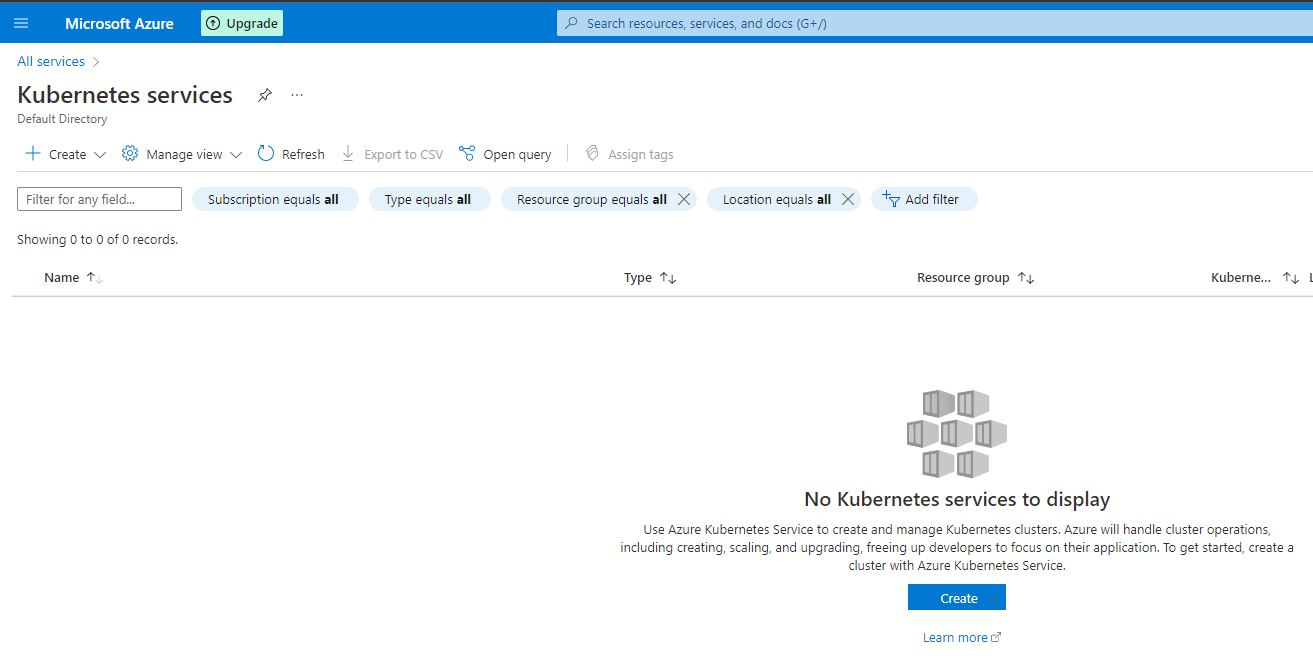 Microsoft Azure Upgrade Search resources, services, and docs (G+/)
All services
Kubernetes services ...
Default Directory
Create Manage view Refresh Export to CSV Open query Assign tags
Filter for any field... Subscription equals all Type equals all Resource group equals all Location equals all Add filter
Showing 0 to 0 of 0 records.
Name Type Resource group Kuberne...
No Kubernetes services to display
Use Azure Kubernetes Service to create and manage Kubernetes clusters. Azure will handle cluster operations,
including creating, scaling, and upgrading, freeing up developers to focus on their application. To get started, create a
cluster with Azure Kubernetes Service.
Create
Learn more